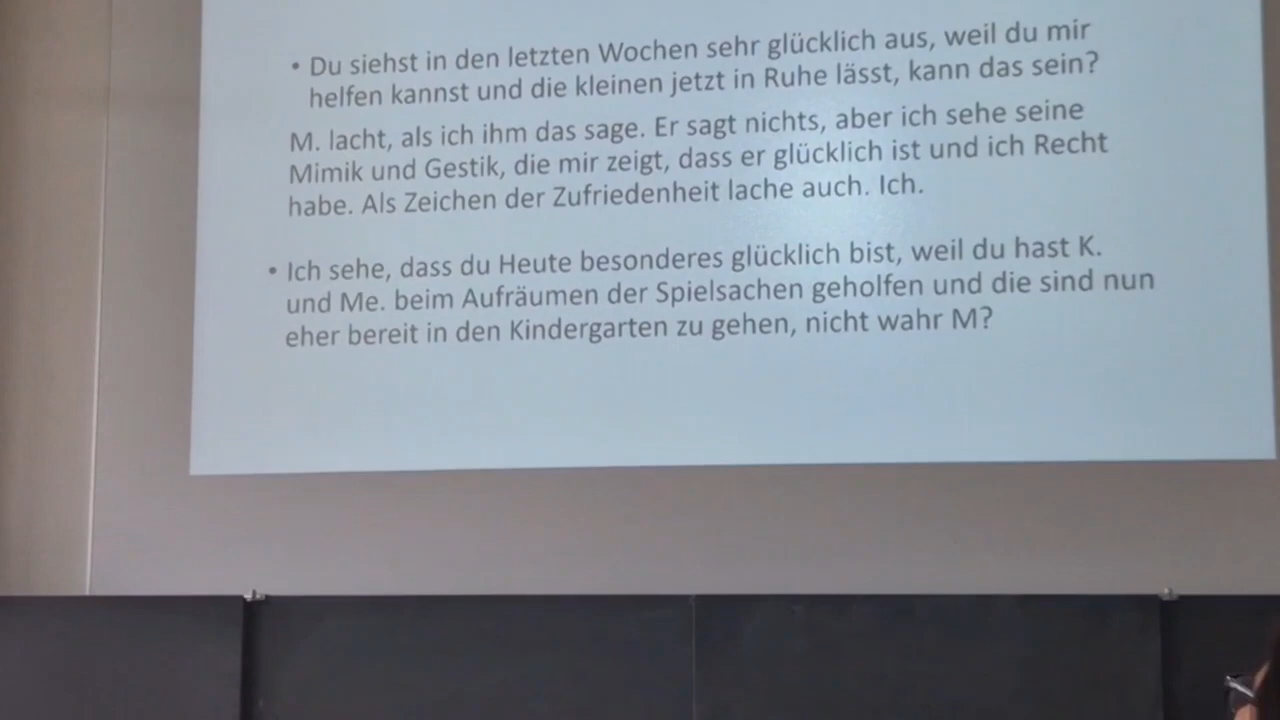 • Du siehst in den letzten Wochen sehr glücklich aus, weil du mir
helfen kannst und die kleinen jetzt in Ruhe lässt, kann das sein?
M. lacht, als ich ihm das sage. Er sagt nichts, aber ich sehe seine
Mimik und Gestik, die mir zeigt, dass er glücklich ist und ich Recht
habe. Als Zeichen der Zufriedenheit lache auch. Ich.
• Ich sehe, dass du Heute besonderes glücklich bist, weil du hast K.
und Me. beim Aufräumen der Spielsachen geholfen und die sind nun
eher bereit in den Kindergarten zu gehen, nicht wahr M?